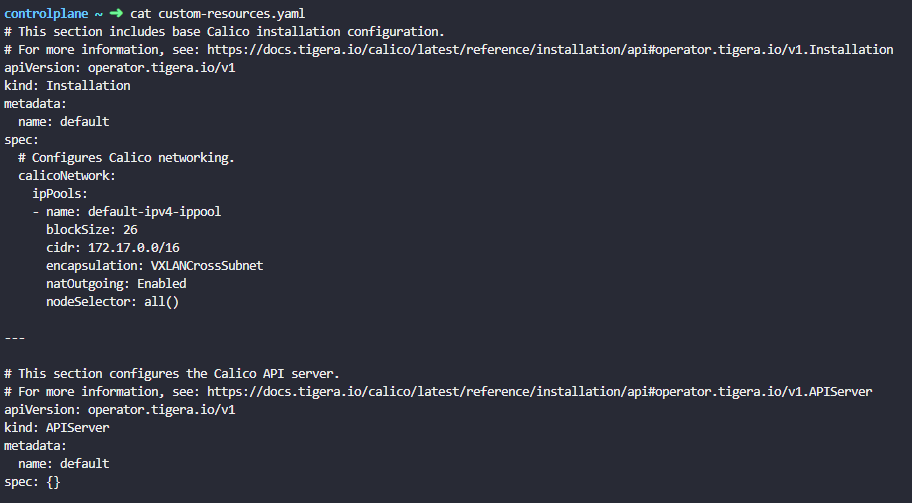 controlplane ~ ➜ cat custom-resources.yaml
# This section includes base Calico installation configuration.
# For more information, see: https://docs.tigera.io/calico/latest/reference/installation/api#operator.tigera.io/v1.Installation
apiVersion: operator.tigera.io/v1
kind: Installation
metadata:
  name: default
spec:
  # Configures Calico networking.
  calicoNetwork:
    ipPools:
    - name: default-ipv4-ippool
      blockSize: 26
      cidr: 172.17.0.0/16
      encapsulation: VXLANCrossSubnet
      natOutgoing: Enabled
      nodeSelector: all()

---

# This section configures the Calico API server.
# For more information, see: https://docs.tigera.io/calico/latest/reference/installation/api#operator.tigera.io/v1.APIServer
apiVersion: operator.tigera.io/v1
kind: APIServer
metadata:
  name: default
spec: {}